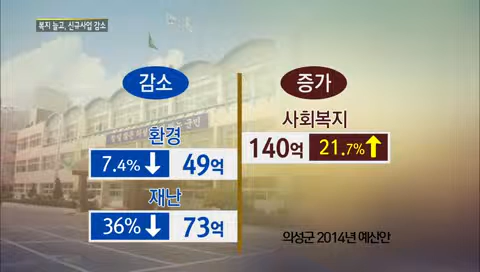 복지 늘고, 신규사업 감소
감소
증가
환경
7.4%↓ 49억
재난
36%↓ 73억
사회복지
140억 21.7%↑
의성군 2014년 예산안